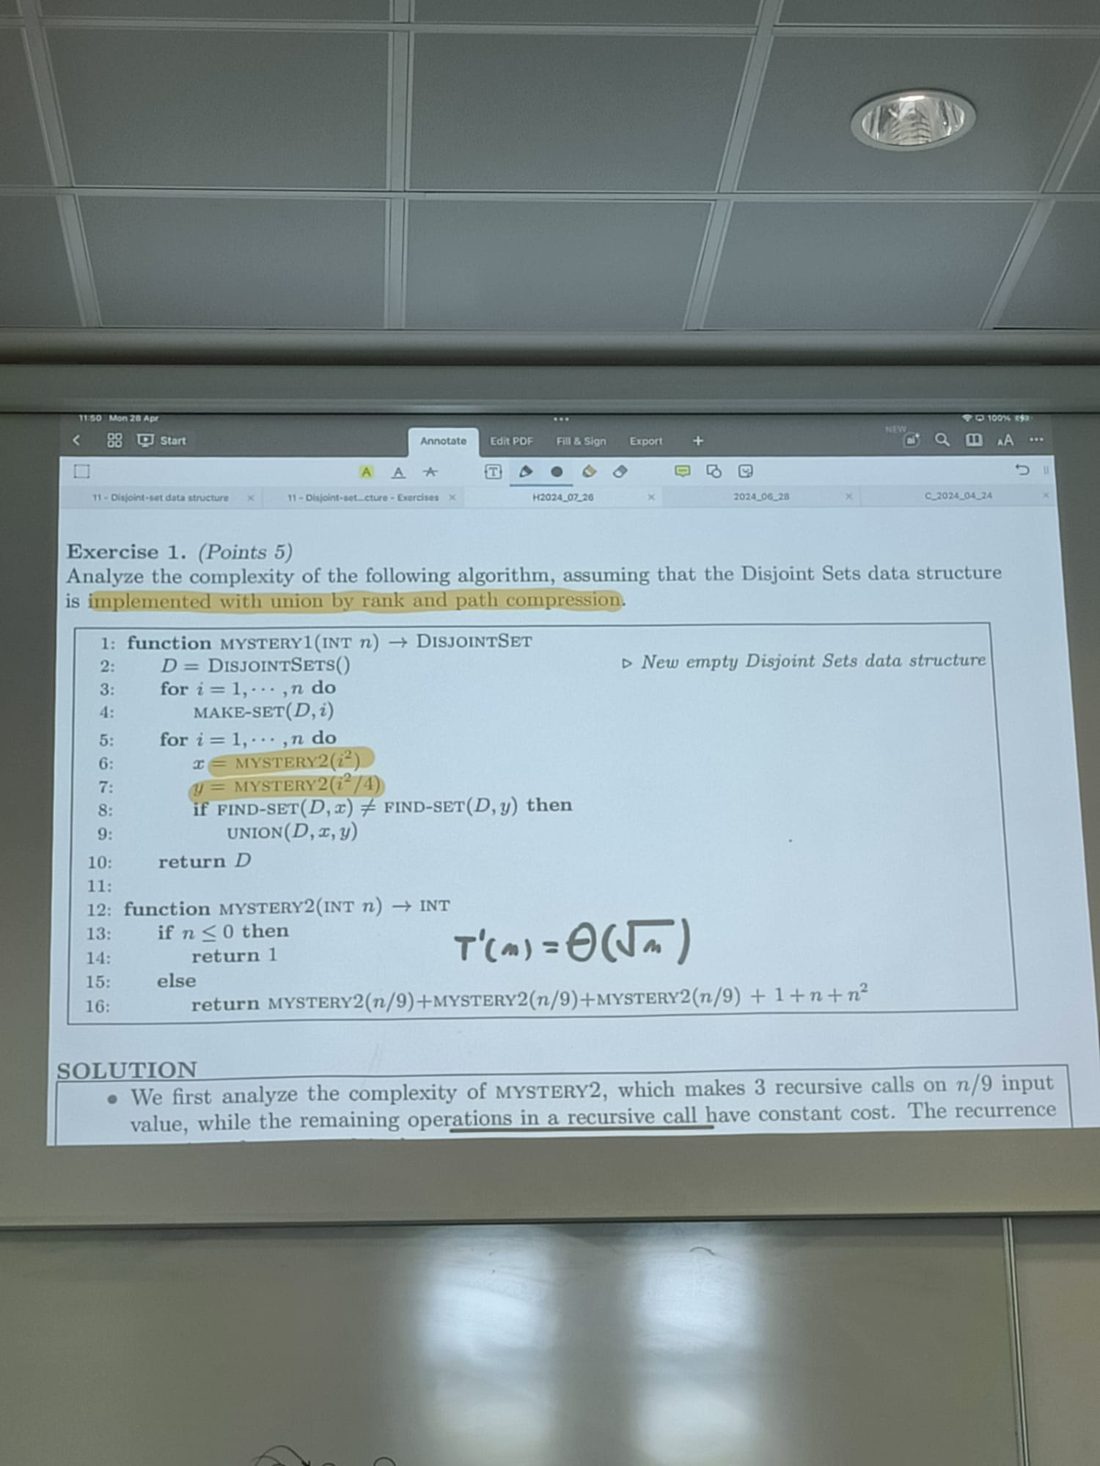 11:50 Mon 28 Apr
100%
Start
Annotate Edit PDF Fill & Sign Export +
NEW
ai
AA
A A A T
11 - Disjoint-set data structure × 11 - Disjoint-set...cture - Exercises × H2024_07_26 × 2024_06_28 × C_2024_04_24 ×
Exercise 1. (Points 5)
Analyze the complexity of the following algorithm, assuming that the Disjoint Sets data structure
is implemented with union by rank and path compression.
1: function MYSTERY1(INT n) → DISJOINTSET
2: D = DISJOINTSETS() ▷ New empty Disjoint Sets data structure
3: for i = 1, ··· , n do
4: MAKE-SET(D, i)
5: for i = 1, ··· , n do
6: x = MYSTERY2(i²)
7: y = MYSTERY2(i²/4)
8: if FIND-SET(D, x) ≠ FIND-SET(D, y) then
9: UNION(D, x, y)
10: return D
11:
12: function MYSTERY2(INT n) → INT
13: if n ≤ 0 then
14: return 1
T'(n) = Θ(√n)
15: else
16: return MYSTERY2(n/9)+MYSTERY2(n/9)+MYSTERY2(n/9) + 1 + n + n²
SOLUTION
• We first analyze the complexity of MYSTERY2, which makes 3 recursive calls on n/9 input
value, while the remaining operations in a recursive call have constant cost. The recurrence